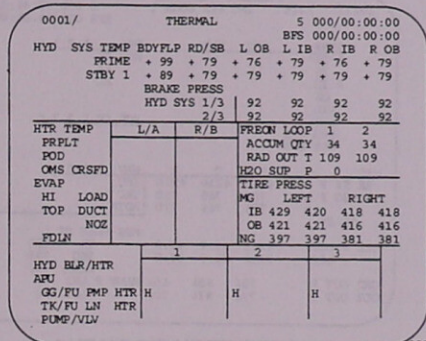 0001/ THERMAL 5 000/00:00:00
BFS 000/00:00:00
HYD SYS TEMP BDYFLP RD/SB L OB L IB R IB R OB
PRIME + 99 + 79 + 76 + 79 + 76 + 79
STBY 1 + 89 + 79 + 79 + 79 + 79 + 79
BRAKE PRESS
HYD SYS 1/3 92 92 92 92
2/3 92 92 92 92
HTR TEMP L/A R/B FREON LOOP 1 2
PRPLT ACCUM QTY 34 34
POD RAD OUT T 109 109
OMS CRSFD H2O SUP P 0
EVAP TIRE PRESS
HI LOAD MG LEFT RIGHT
TOP DUCT IB 429 420 418 418
NOZ OB 421 421 416 416
FDLN NG 397 397 381 381
1 2 3
HYD BLR/HTR
APU
GG/FU PMP HTR H H H
TK/FU LN HTR
PUMP/VLV